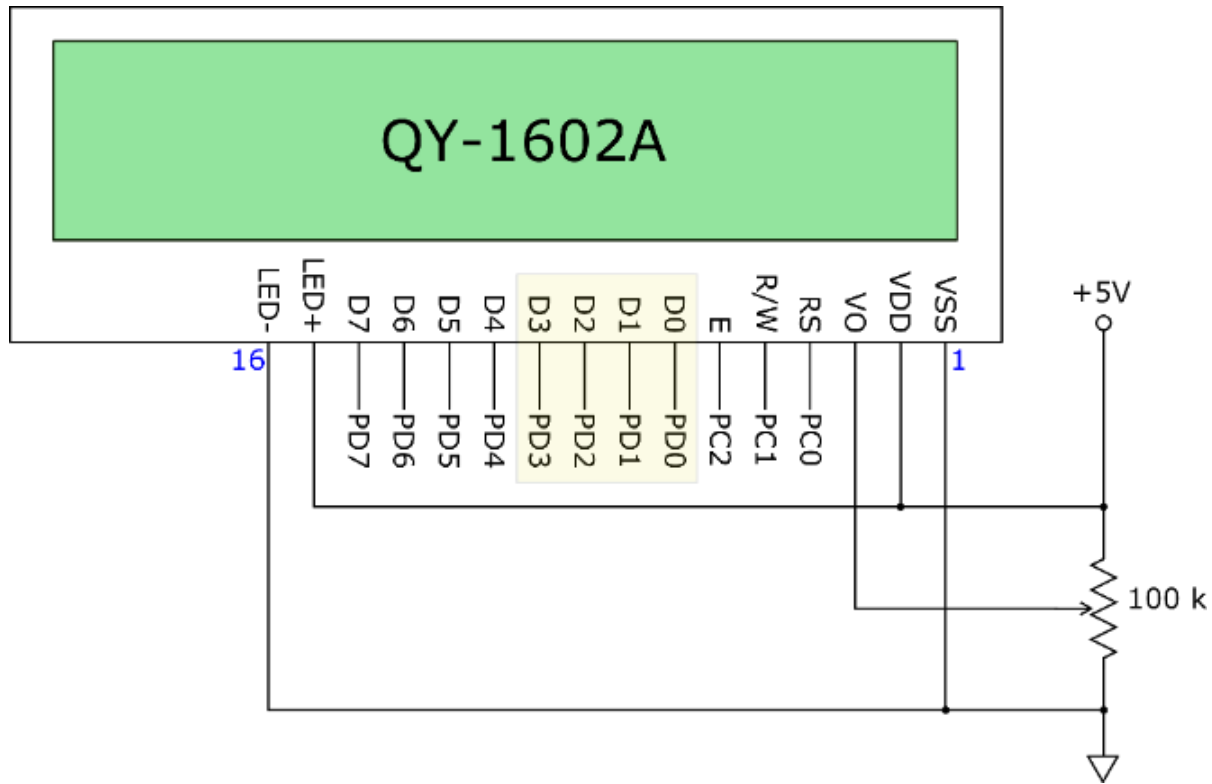 QY-1602A
LED- LED+ D7 D6 D5 D4 D3 D2 D1 D0 E R/W RS VO VDD VSS
+5V
16 1
PD7 PD6 PD5 PD4 PD3 PD2 PD1 PD0 PC2 PC1 PC0
100 k